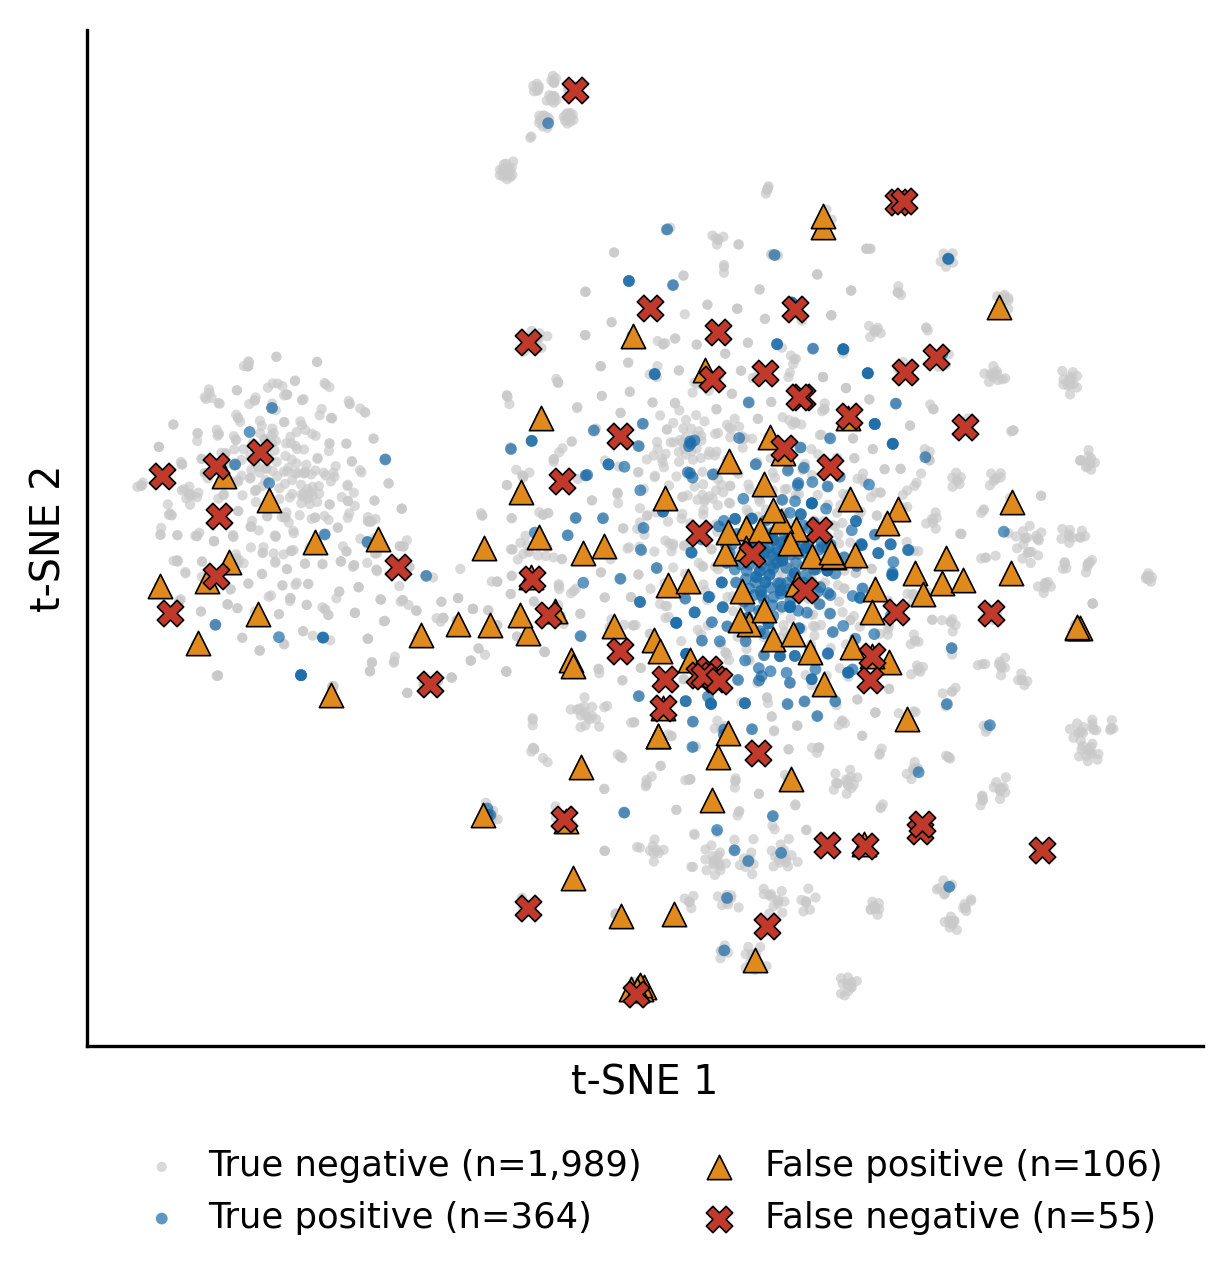 t-SNE 2
t-SNE 1
True negative (n=1,989)
True positive (n=364)
False positive (n=106)
False negative (n=55)